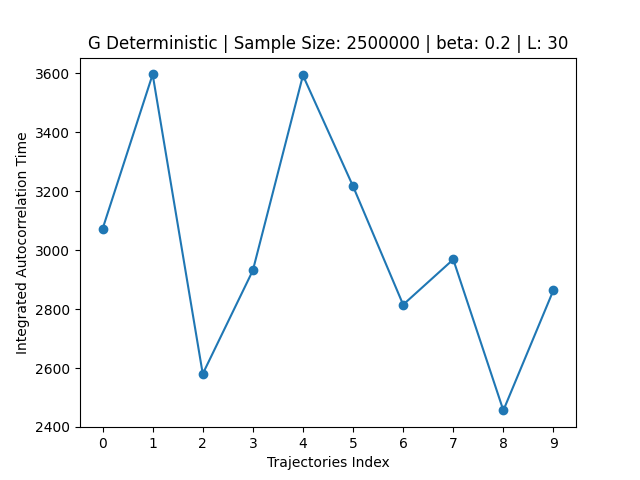 G Deterministic | Sample Size: 2500000 | beta: 0.2 | L: 30
3600
3400
3200
3000
2800
2600
2400
Integrated Autocorrelation Time
0 1 2 3 4 5 6 7 8 9
Trajectories Index